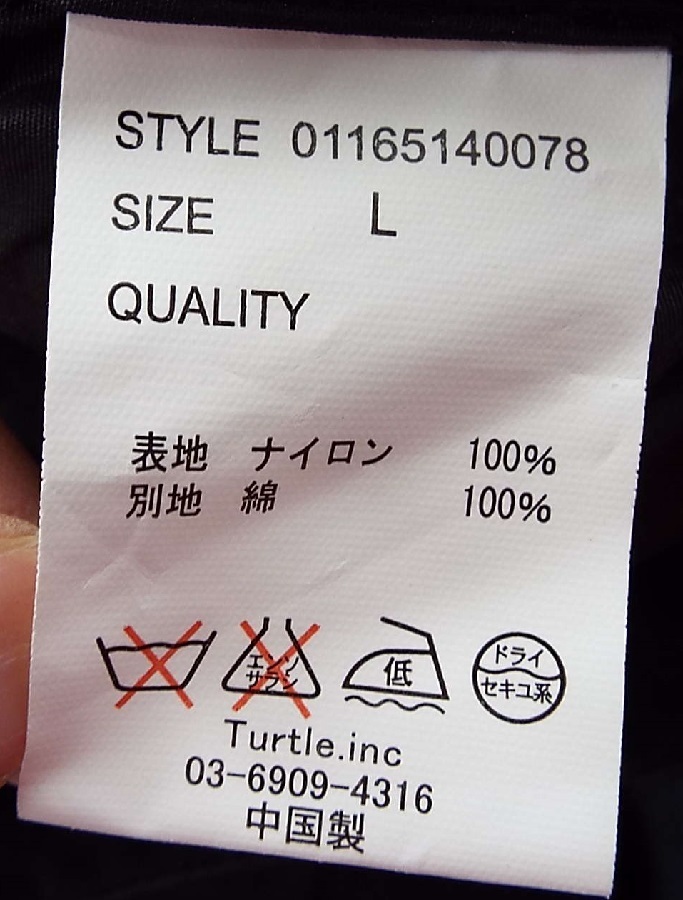 STYLE 01165140078
SIZE L
QUALITY
表地 ナイロン 100%
別地 綿 100%
エンソ
サラシ
低
ドライ
セキユ系
Turtle.inc
03-6909-4316
中国製